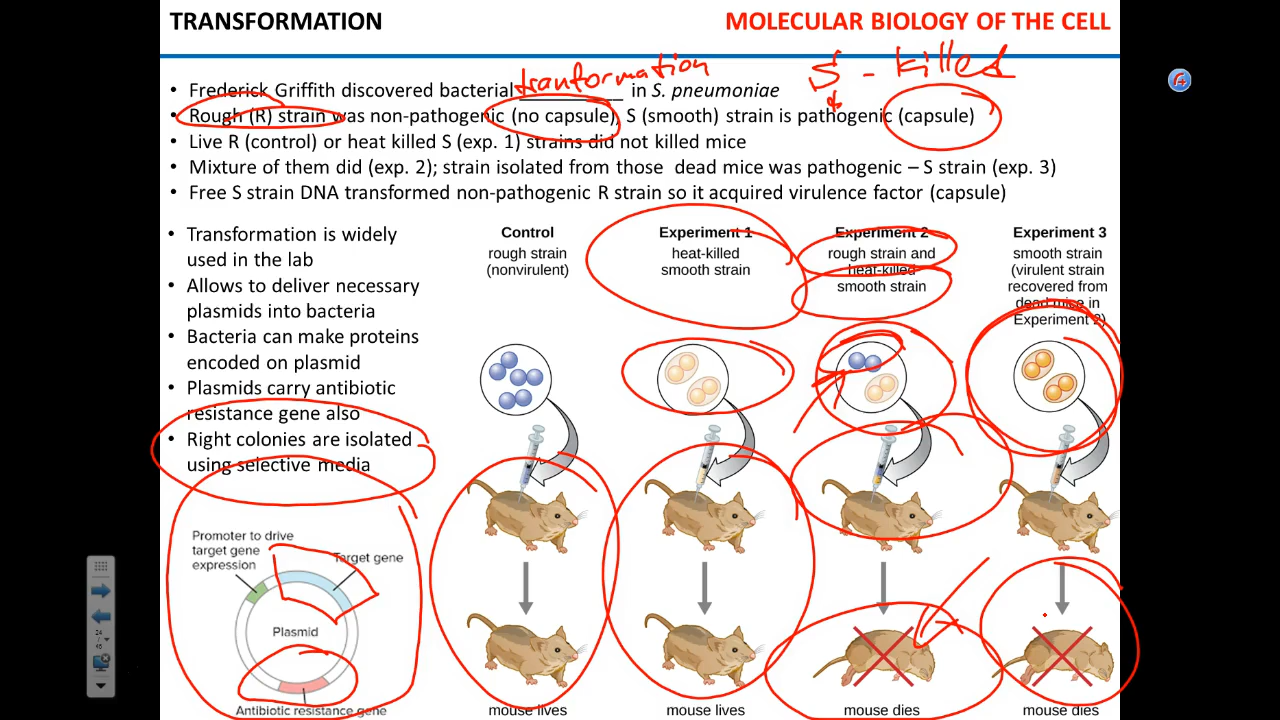 TRANSFORMATION
MOLECULAR BIOLOGY OF THE CELL
S - killed
tranformation
• Frederick Griffith discovered bacterial __________ in S. pneumoniae
• Rough (R) strain was non-pathogenic (no capsule), S (smooth) strain is pathogenic (capsule)
• Live R (control) or heat killed S (exp. 1) strains did not killed mice
• Mixture of them did (exp. 2); strain isolated from those dead mice was pathogenic – S strain (exp. 3)
• Free S strain DNA transformed non-pathogenic R strain so it acquired virulence factor (capsule)
• Transformation is widely
used in the lab
• Allows to deliver necessary
plasmids into bacteria
• Bacteria can make proteins
encoded on plasmid
• Plasmids carry antibiotic
resistance gene also
• Right colonies are isolated
using selective media
Promoter to drive
target gene
expression
Target gene
Plasmid
Antibiotic resistance gene
Control
rough strain
(nonvirulent)
mouse lives
Experiment 1
heat-killed
smooth strain
mouse lives
Experiment 2
rough strain and
heat-killed
smooth strain
mouse dies
Experiment 3
smooth strain
(virulent strain
recovered from
dead mice in
Experiment 2)
mouse dies